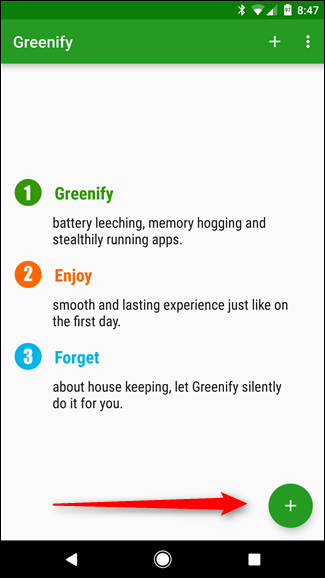 8:47
Greenify
1 Greenify
battery leeching, memory hogging and
stealthily running apps.
2 Enjoy
smooth and lasting experience just like on
the first day.
3 Forget
about house keeping, let Greenify silently
do it for you.